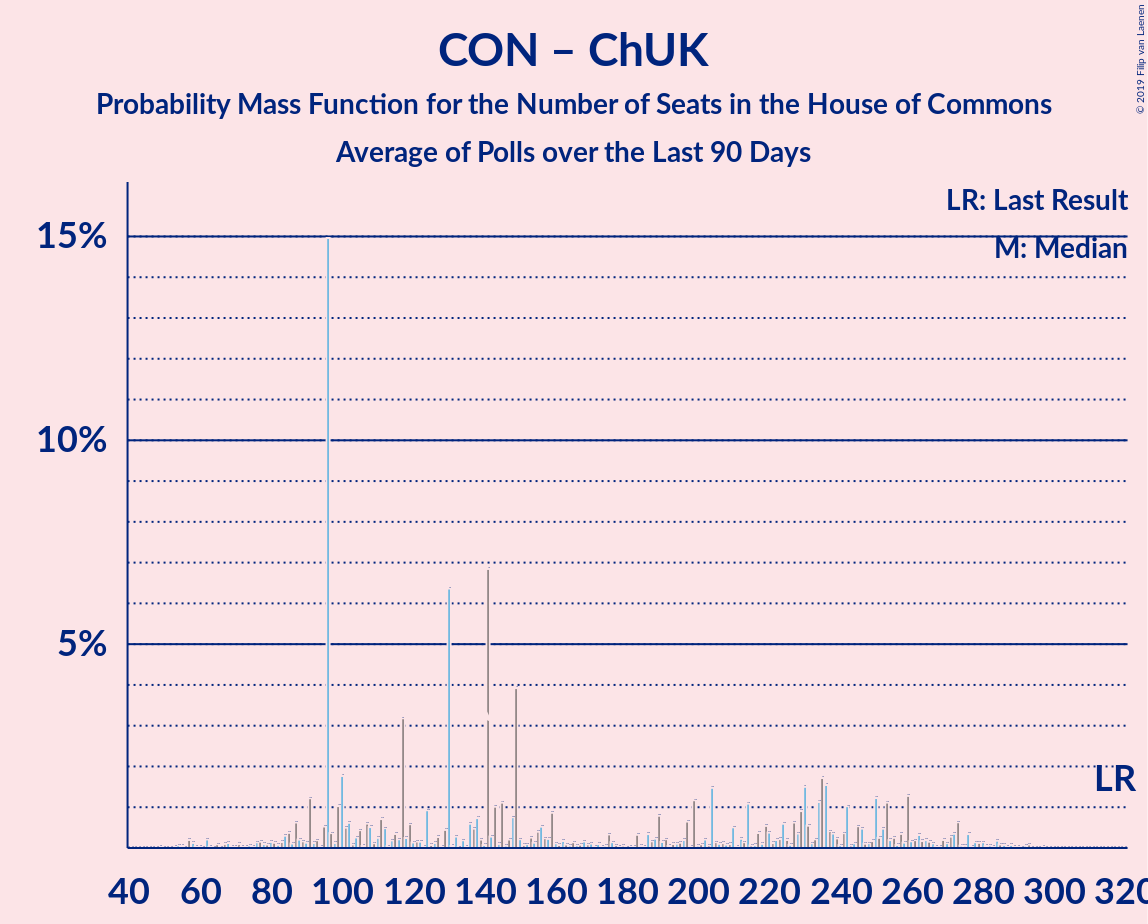 CON – ChUK
Probability Mass Function for the Number of Seats in the House of Commons
Average of Polls over the Last 90 Days
© 2019 Filip van Laenen
LR: Last Result
M: Median
15%
10%
5%
LR
40 60 80 100 120 140 160 180 200 220 240 260 280 300 320